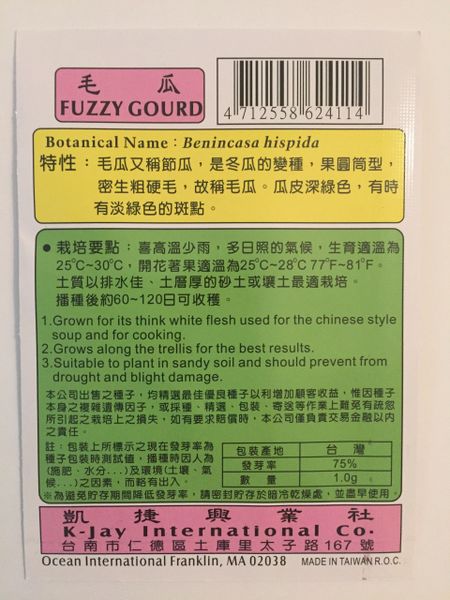 毛瓜
FUZZY GOURD
4 712558 624114
Botanical Name：Benincasa hispida
特性：毛瓜又稱節瓜，是冬瓜的變種，果圓筒型，
密生粗硬毛，故稱毛瓜。瓜皮深綠色，有時
有淡綠色的斑點。
●栽培要點：喜高溫少雨，多日照的氣候，生育適溫為
25°C~30°C，開花著果適溫為25°C~28°C 77°F~81°F。
土質以排水佳、土層厚的砂土或壤土最適栽培。
播種後約60~120日可收穫。
1.Grown for its think white flesh used for the chinese style
soup and for cooking.
2.Grows along the trellis for the best results.
3.Suitable to plant in sandy soil and should prevent from
drought and blight damage.
本公司出售之種子，均精選最佳優良種子以利增加顧客收益，惟因種子
本身之複雜遺傳因子，或採種、精選、包裝、寄送等作業上難免有疏忽
所引起之栽培上之損失，如有要求賠償時，本公司僅負責交易金融以內
之責任。
註：包裝上所標示之現在發芽率為
種子包裝時測試值，播種時因人為
(施肥、水分...)及環境(土壤、氣
候...)之因素，而略有出入。
包裝產地 台灣
發芽率 75%
數量 1.0g
※為避免貯存期間降低發芽率，請密封貯存於暗冷乾燥處，並盡早使用。
凱捷興業社
K-Jay International Co.
台南市仁德區土庫里太子路167號
Ocean International Franklin, MA 02038 MADE IN TAIWAN R.O.C.